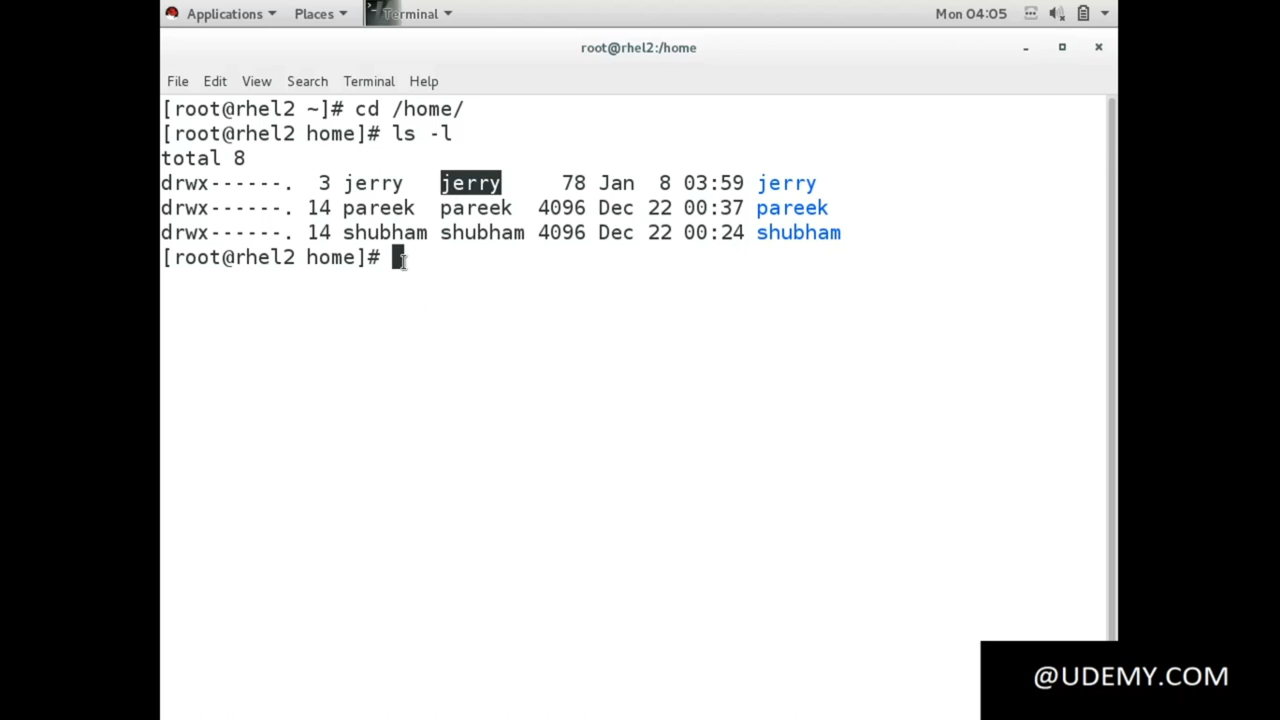 Applications Places Terminal Mon 04:05
root@rhel2:/home
File Edit View Search Terminal Help
[root@rhel2 ~]# cd /home/
[root@rhel2 home]# ls -l
total 8
drwx------. 3 jerry jerry 78 Jan 8 03:59 jerry
drwx------. 14 pareek pareek 4096 Dec 22 00:37 pareek
drwx------. 14 shubham shubham 4096 Dec 22 00:24 shubham
[root@rhel2 home]#
@UDEMY.COM